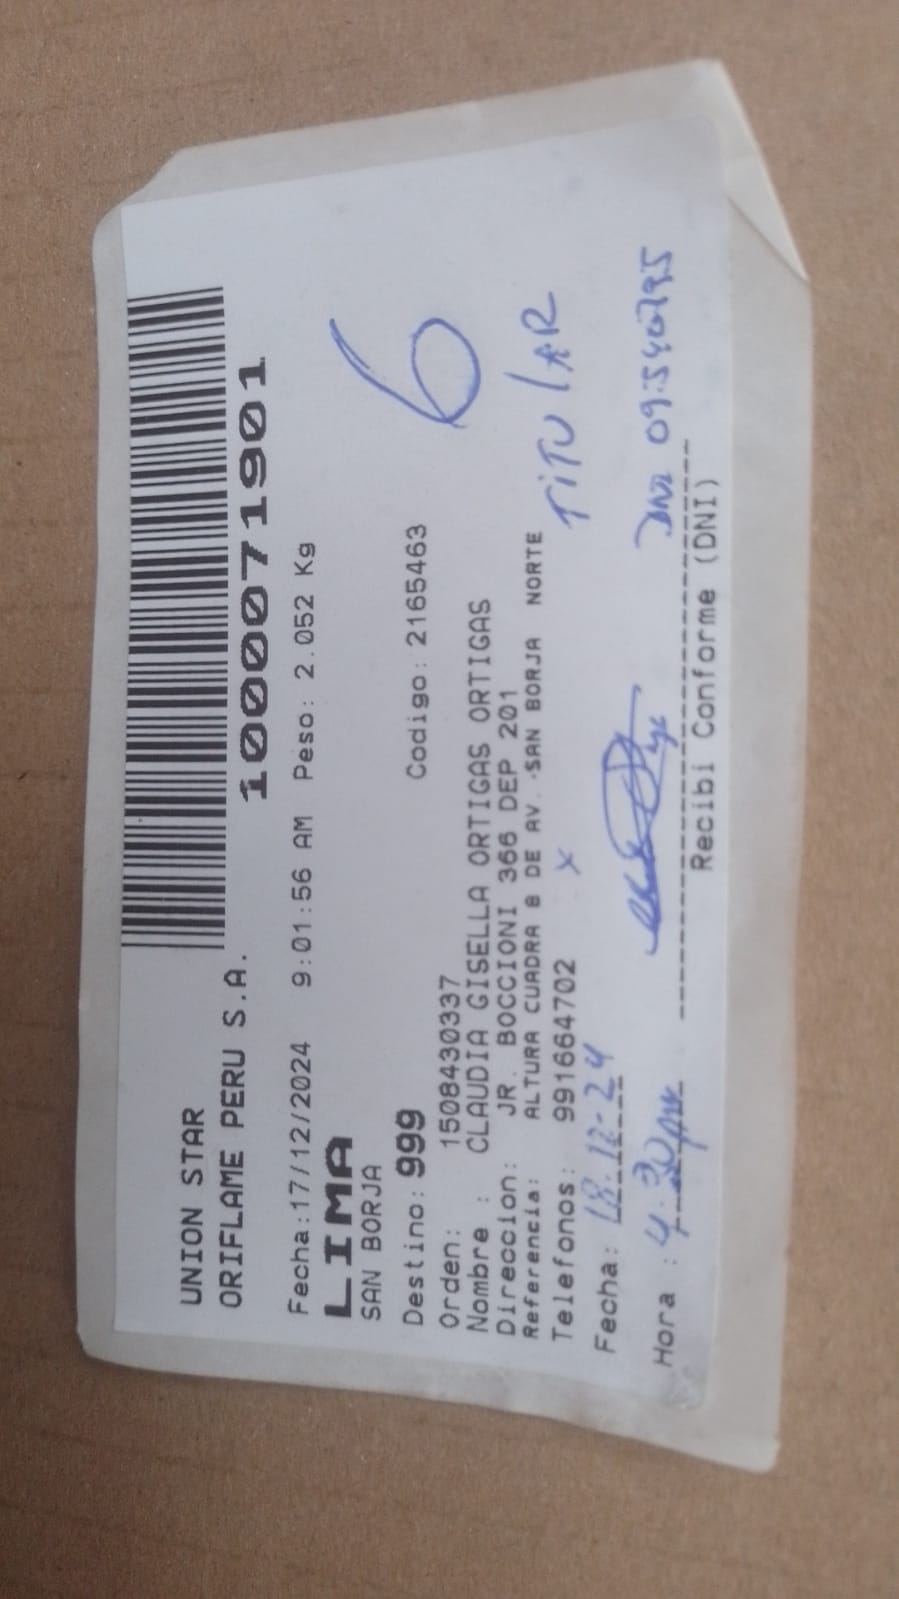 UNION STAR
ORIFLAME PERU S.A.
100071901
Fecha:17/12/2024 9:01:56 AM Peso: 2.052 Kg
LIMA
SAN BORJA
6
Destino: 999 Codigo: 2165463
Orden: 1508430337
Nombre : CLAUDIA GISELLA ORTIGAS ORTIGAS
Direccion: JR. BOCCIONI 366 DEP 201
Referencia: ALTURA CUADRA 8 DE AV. SAN BORJA NORTE
Telefonos: 991664702 x TiTULAR
Fecha: 18-12-24
Hora : 4.30pm DNI
Recibi Conforme (DNI)